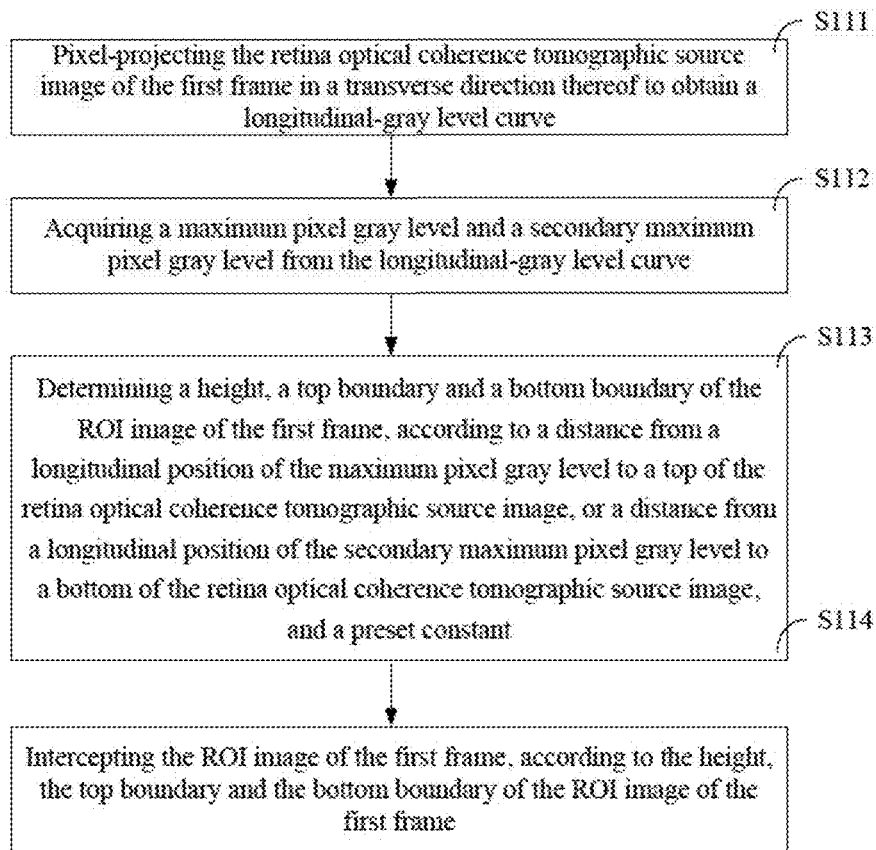 S111
Pixel-projecting the retina optical coherence tomographic source
image of the first frame in a transverse direction thereof to obtain a
longitudinal-gray level curve
S112
Acquiring a maximum pixel gray level and a secondary maximum
pixel gray level from the longitudinal-gray level curve
S113
Determining a height, a top boundary and a bottom boundary of the
ROI image of the first frame, according to a distance from a
longitudinal position of the maximum pixel gray level to a top of the
retina optical coherence tomographic source image, or a distance from
a longitudinal position of the secondary maximum pixel gray level to
a bottom of the retina optical coherence tomographic source image,
and a preset constant
S114
Intercepting the ROI image of the first frame, according to the height,
the top boundary and the bottom boundary of the ROI image of the
first frame